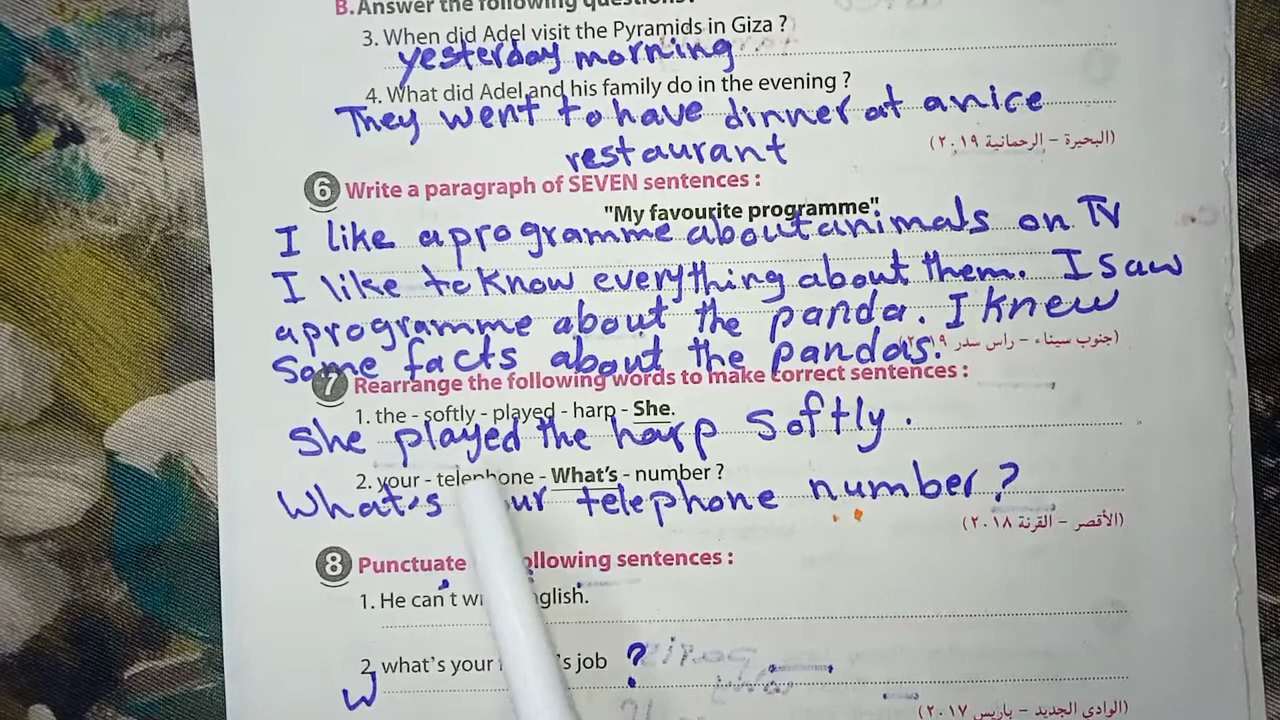 B.Answer the following questions:
3. When did Adel visit the Pyramids in Giza ?
yesterday morning
4. What did Adel and his family do in the evening ?
They went to have dinner at a nice
restaurant
(البحيرة – الرحمانية ٢٠١٩)
6 Write a paragraph of SEVEN sentences :
"My favourite programme"
I like a programme about animals on TV
I like to know everything about them. I saw
a programme about the panda. I knew
(جنوب سيناء – راس سدر ٢٠١٩)
Some facts about the pandas.
7 Rearrange the following words to make correct sentences :
1. the - softly - played - harp - She.
She played the harp softly.
2. your - telephone - What's - number ?
What's telephone number?
(الأقصر – القرنة ٢٠١٨)
8 Punctuate following sentences :
1. He can't
2. what's your job ?
W
(الوادي الجديد – باريس ٢٠١٧)